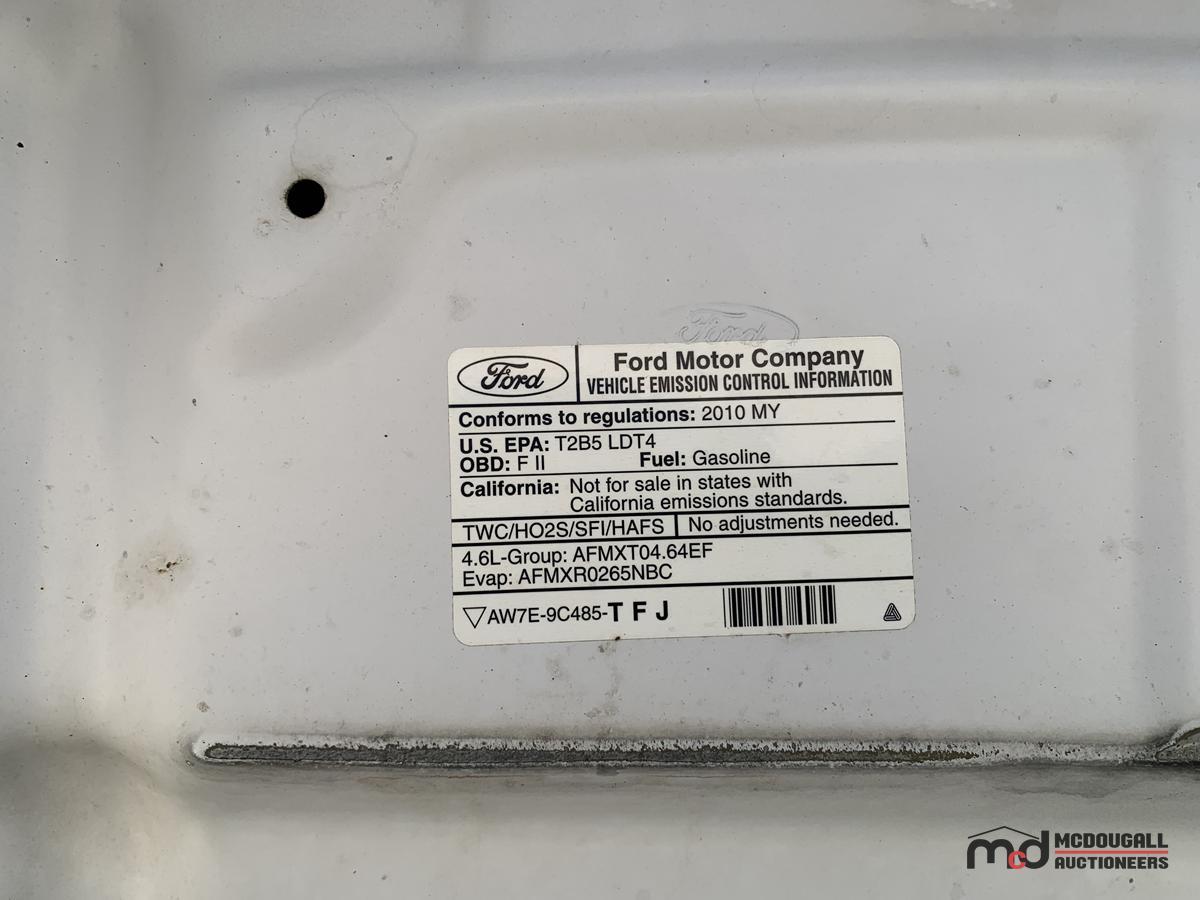 Ford
Ford
Ford Motor Company
VEHICLE EMISSION CONTROL INFORMATION
Conforms to regulations: 2010 MY
U.S. EPA: T2B5 LDT4
OBD: F II Fuel: Gasoline
California: Not for sale in states with
California emissions standards.
TWC/HO2S/SFI/HAFS No adjustments needed.
4.6L-Group: AFMXT04.64EF
Evap: AFMXR0265NBC
AW7E-9C485-T F J
mcd
MCDOUGALL
AUCTIONEERS